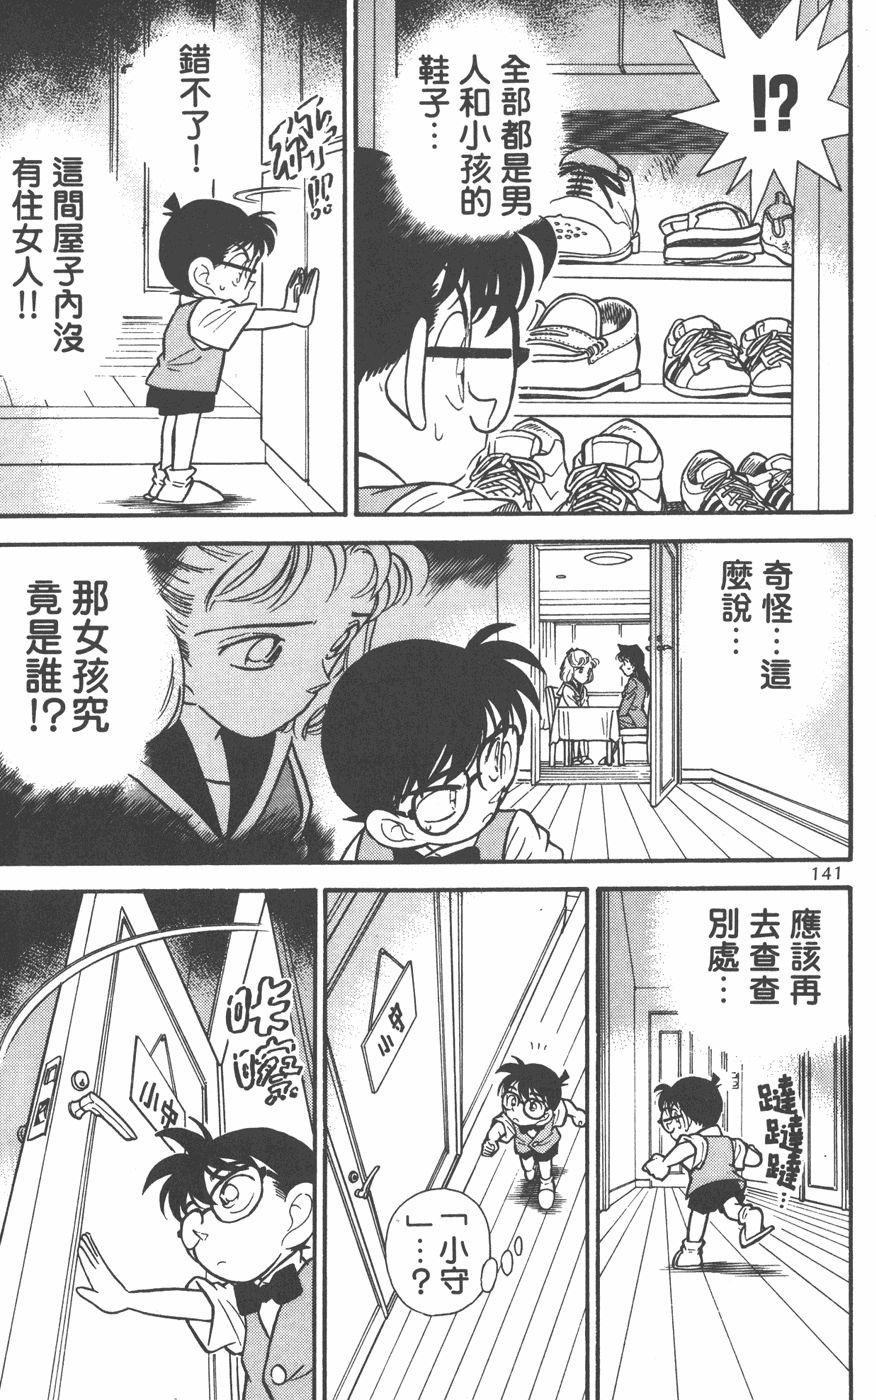 !?
全部都是男
人和小孩的
鞋子…
錯不了！
這間屋子內沒
有住女人!!
奇怪…這
麼說…
那女孩究
竟是誰!?
141
應該再
去查查
別處…
躂躂躂…
小守
「小守
」…？
小守
咔嚓